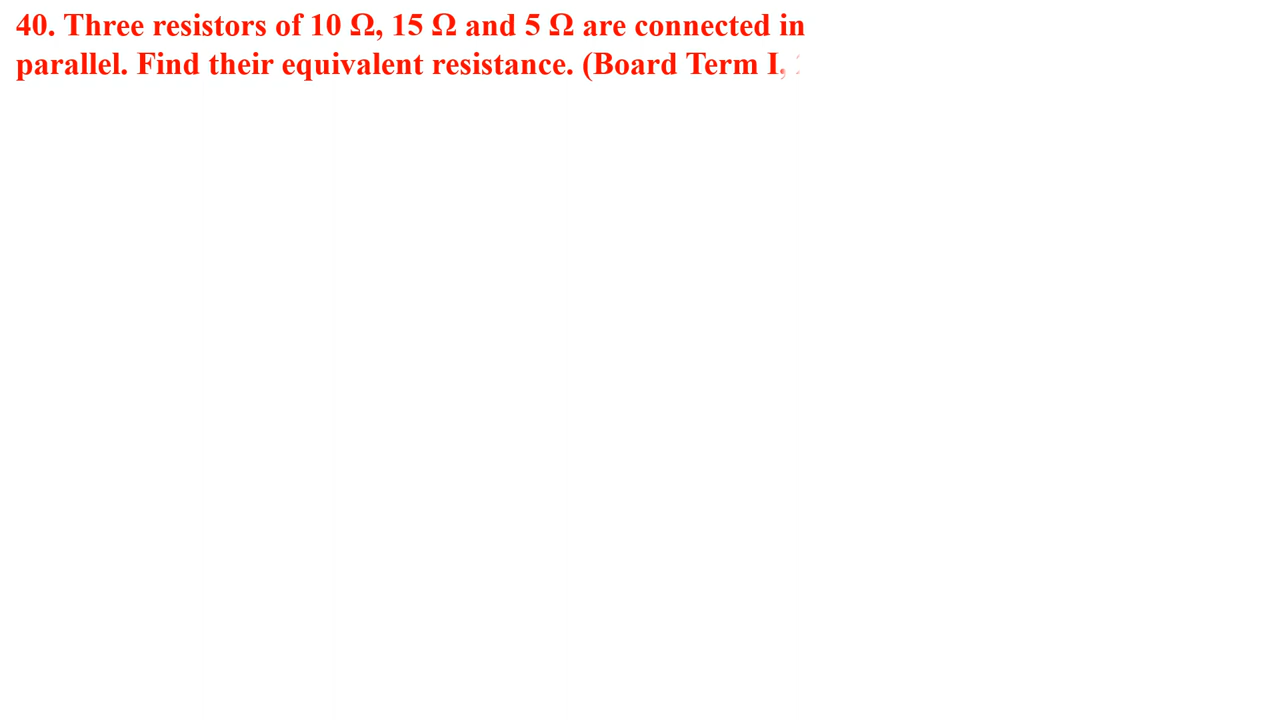 40. Three resistors of 10 Ω, 15 Ω and 5 Ω are connected in
parallel. Find their equivalent resistance. (Board Term I,